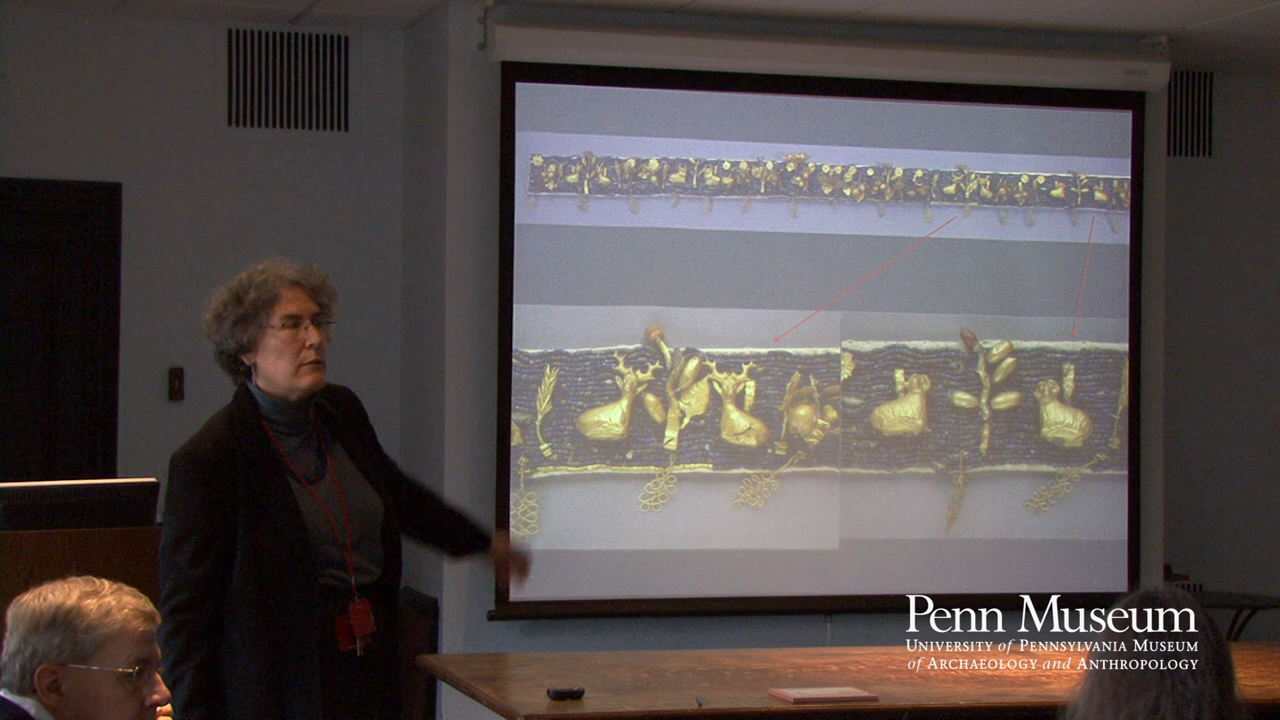 Penn Museum
UNIVERSITY of PENNSYLVANIA MUSEUM
of ARCHAEOLOGY and ANTHROPOLOGY